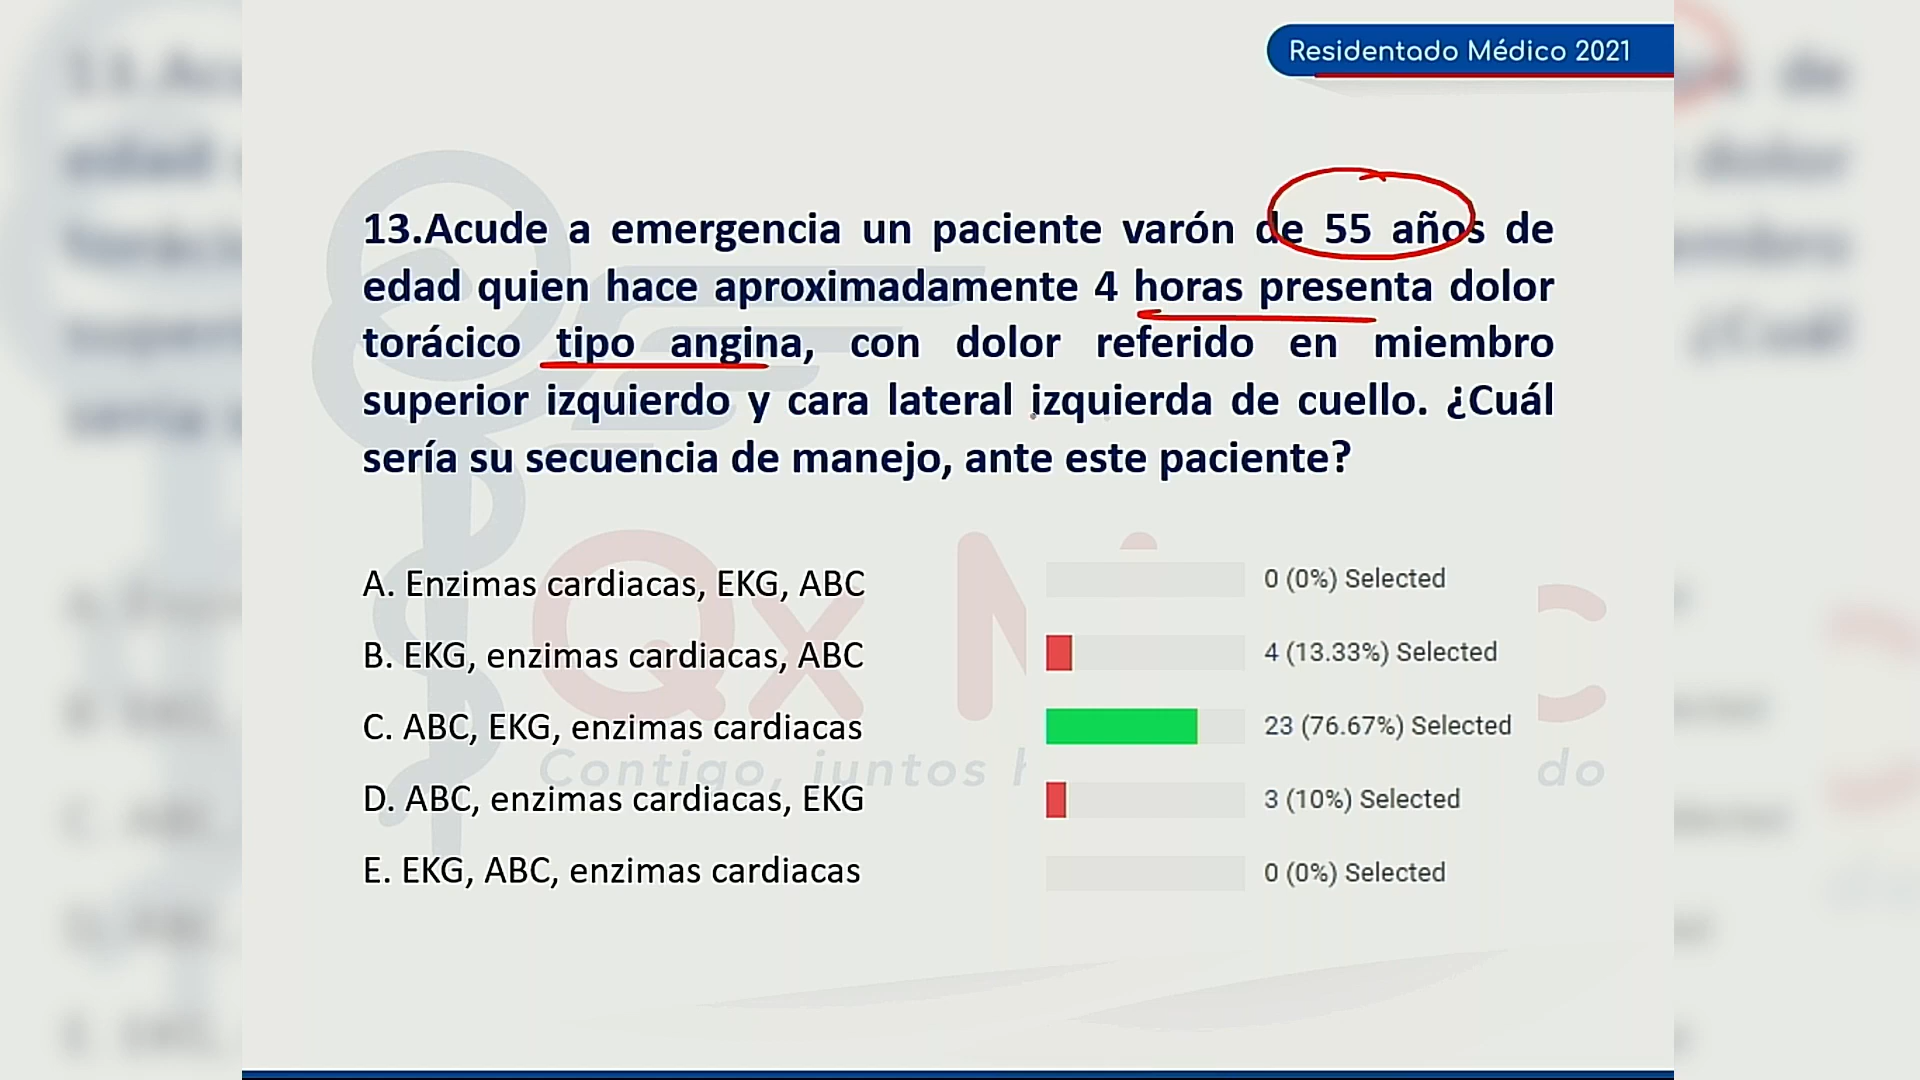 Residentado Médico 2021
13.Acude a emergencia un paciente varón de 55 años de
edad quien hace aproximadamente 4 horas presenta dolor
torácico tipo angina, con dolor referido en miembro
superior izquierdo y cara lateral izquierda de cuello. ¿Cuál
sería su secuencia de manejo, ante este paciente?
A. Enzimas cardiacas, EKG, ABC
0 (0%) Selected
B. EKG, enzimas cardiacas, ABC
4 (13.33%) Selected
C. ABC, EKG, enzimas cardiacas
23 (76.67%) Selected
D. ABC, enzimas cardiacas, EKG
3 (10%) Selected
E. EKG, ABC, enzimas cardiacas
0 (0%) Selected
Qx
Contigo, juntos